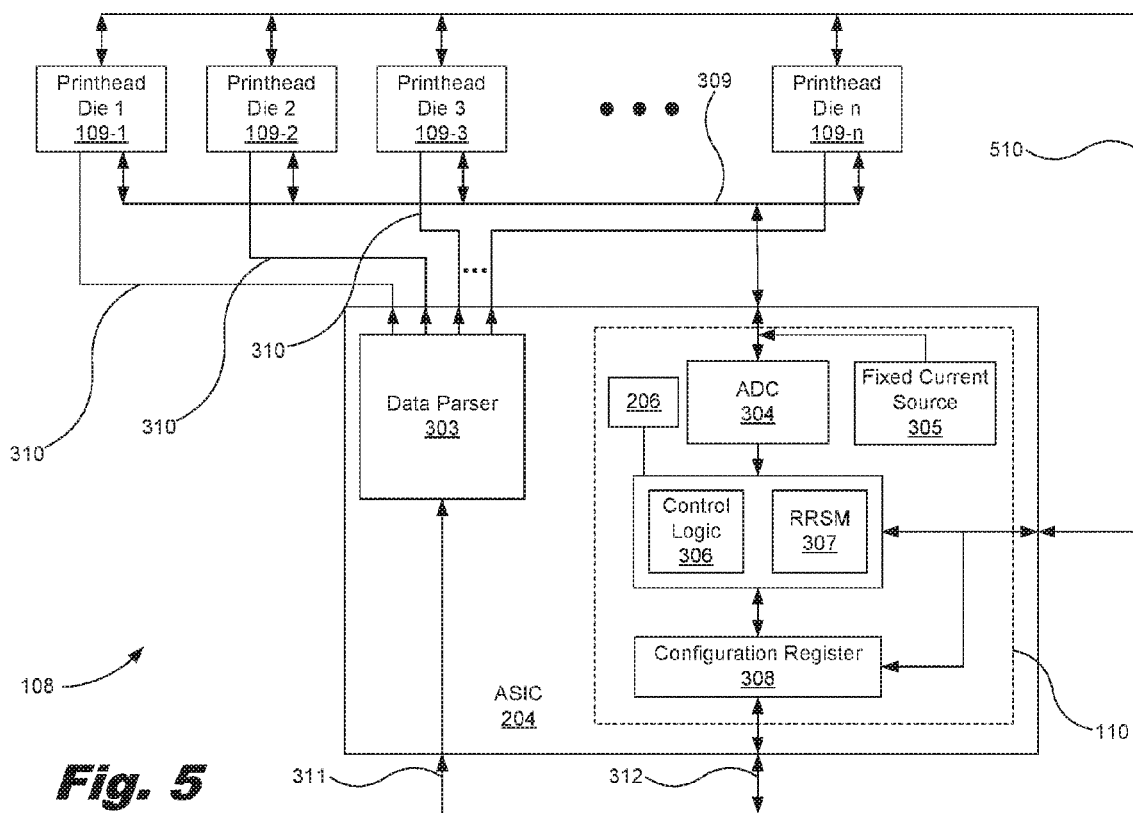 Printhead
Die 1
109-1
Printhead
Die 2
109-2
Printhead
Die 3
109-3
Printhead
Die n
109-n
309
510
310
310
310
310
Data Parser
303
206
ADC
304
Fixed Current
Source
305
Control
Logic
306
RRSM
307
Configuration Register
308
ASIC
204
108
110
311
312
Fig. 5